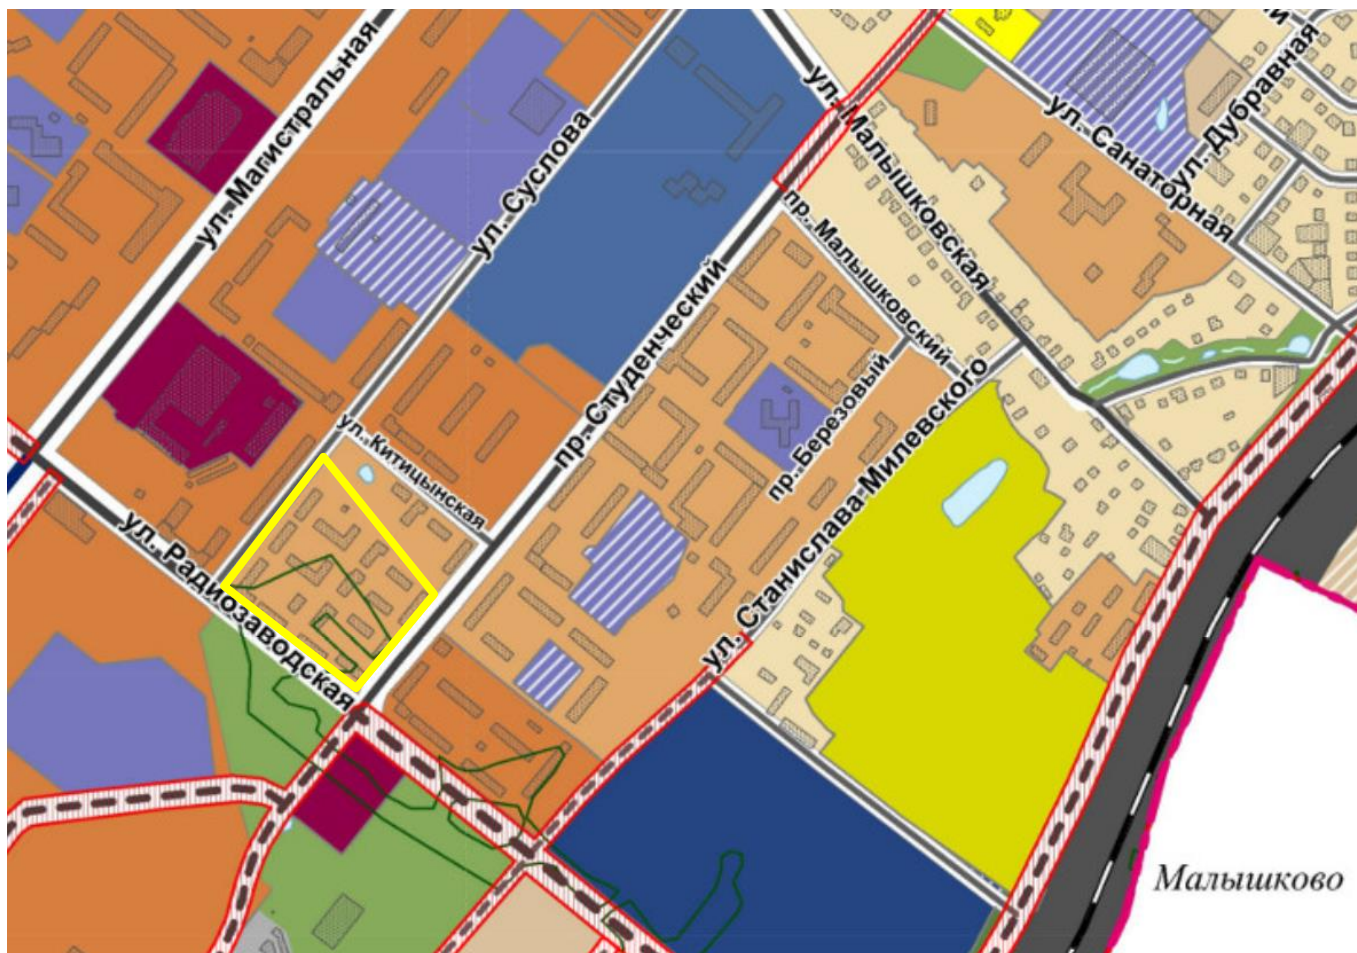 ул. Магистральная
ул. Суслова
ул. Малышковская
ул. Санаторная
ул. Дубравная
пр. Малышковский
пр. Студенческий
пр. Березовый
ул. Станислава Милевского
ул. Китицынская
ул. Радиозаводская
Малышково